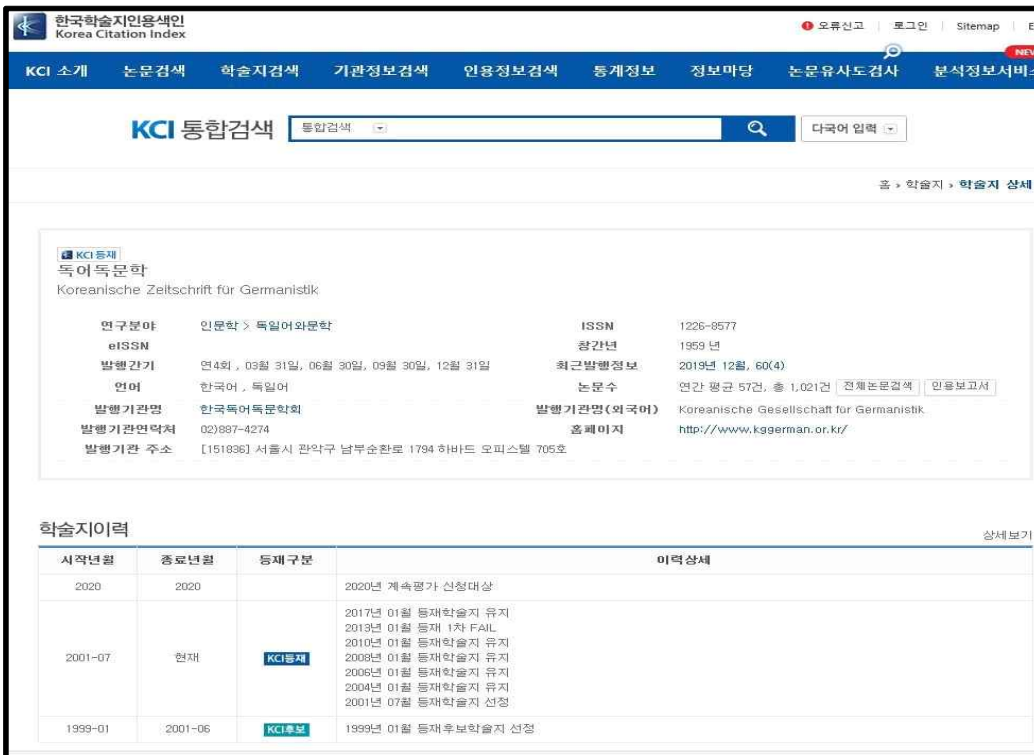 한국학술지인용색인
Korea Citation Index
오류신고 로그인 Sitemap
NEW
KCI 소개 논문검색 학술지검색 기관정보검색 인용정보검색 통계정보 정보마당 논문유사도검사 분석정보서비스
KCI 통합검색 통합검색 다국어 입력
홈 > 학술지 > 학술지 상세
KCI등재
독어독문학
Koreanische Zeitschrift für Germanistik
연구분야 인문학 > 독일어와문학 ISSN 1226-8577
eISSN 창간년 1959 년
발행간기 연4회 , 03월 31일, 06월 30일, 09월 30일, 12월 31일 최근발행정보 2019년 12월, 60(4)
언어 한국어 , 독일어 논문수 연간 평균 57건, 총 1,021건 전체논문검색 인용보고서
발행기관명 한국독어독문학회 발행기관명(외국어) Koreanische Gesellschaft für Germanistik
발행기관연락처 02)887-4274 홈페이지 http://www.kggerman.or.kr/
발행기관 주소 [151836] 서울시 관악구 남부순환로 1794 하바드 오피스텔 705호
학술지이력 상세보기
시작년월 종료년월 등재구분 이력상세
2020 2020 2020년 계속평가 신청대상
2017년 01월 등재학술지 유지
2013년 01월 등재 1차 FAIL
2010년 01월 등재학술지 유지
2001-07 현재 KCI등재 2008년 01월 등재학술지 유지
2006년 01월 등재학술지 유지
2004년 01월 등재학술지 유지
2001년 07월 등재학술지 선정
1999-01 2001-06 KCI후보 1999년 01월 등재후보학술지 선정